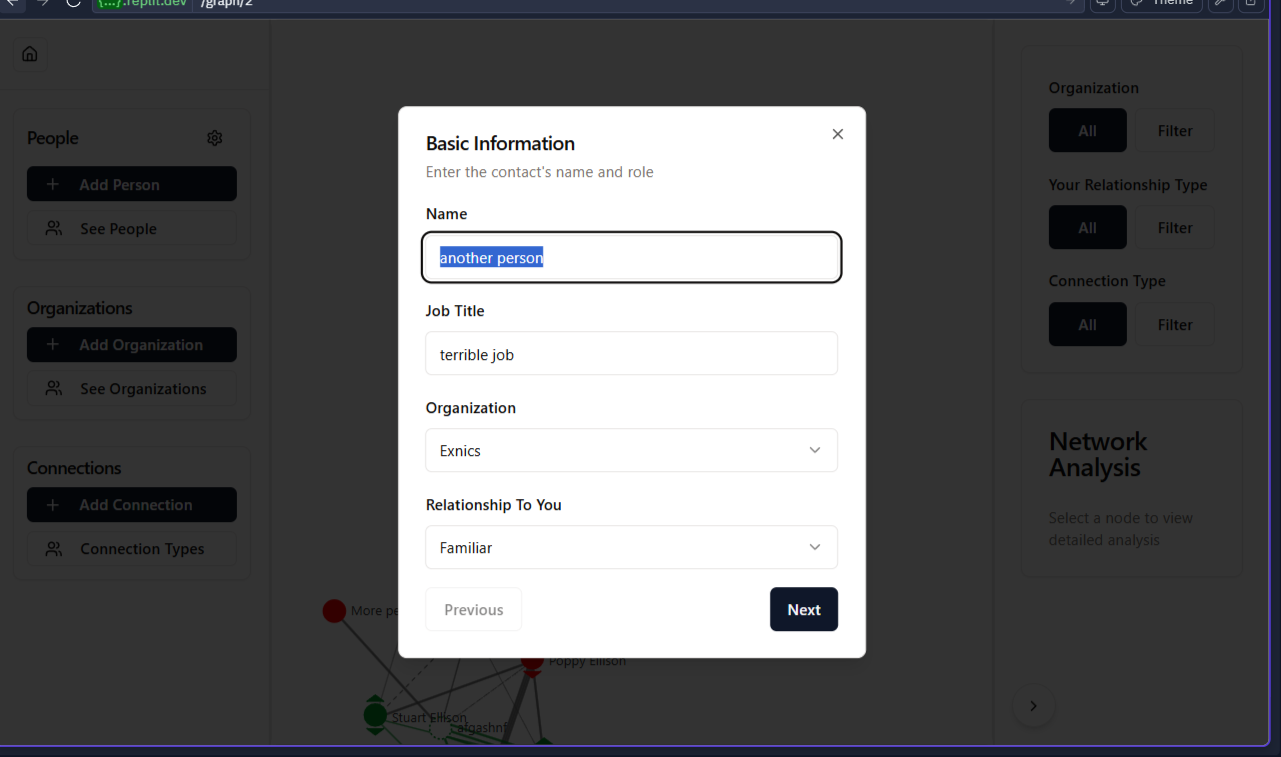 {...}.replit.dev /graph/2
Theme
People
Add Person
See People
Organizations
Add Organization
See Organizations
Connections
Add Connection
Connection Types
Basic Information
Enter the contact's name and role
Name
another person
Job Title
terrible job
Organization
Exnics
Relationship To You
Familiar
Previous
Next
More pe
Poppy Ellison
Stuart Ellison
Organization
All
Filter
Your Relationship Type
All
Filter
Connection Type
All
Filter
Network
Analysis
Select a node to view
detailed analysis